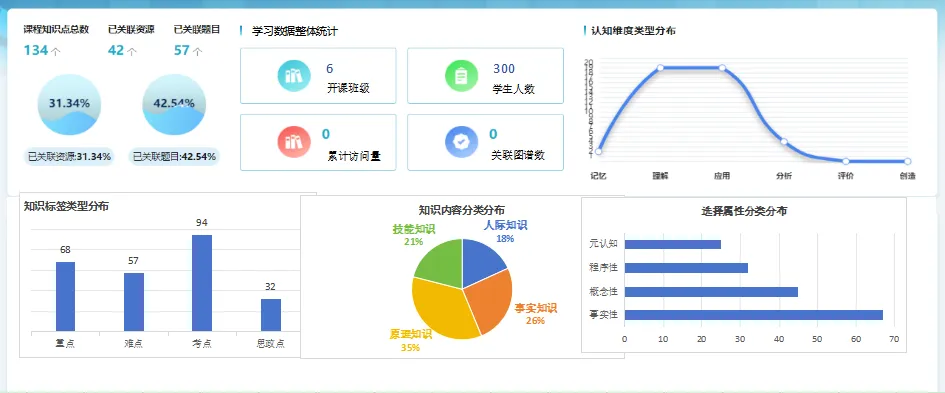 课程知识点总数 已关联资源 已关联题目
134 个 42 个 57 个
31.34% 42.54%
已关联资源:31.34% 已关联题目:42.54%
学习数据整体统计
6
开课班级
300
学生人数
0
累计访问量
0
关联图谱数
认知维度类型分布
20
9
8
7
6
5
4
3
2
1
记忆 理解 应用 分析 评价 创造
知识标签类型分布
68 57 94 32
重点 难点 考点 思政点
知识内容分类分布
技能知识
21%
人际知识
18%
事实知识
26%
原理知识
35%
选择属性分类分布
元认知
程序性
概念性
事实性
0 10 20 30 40 50 60 70